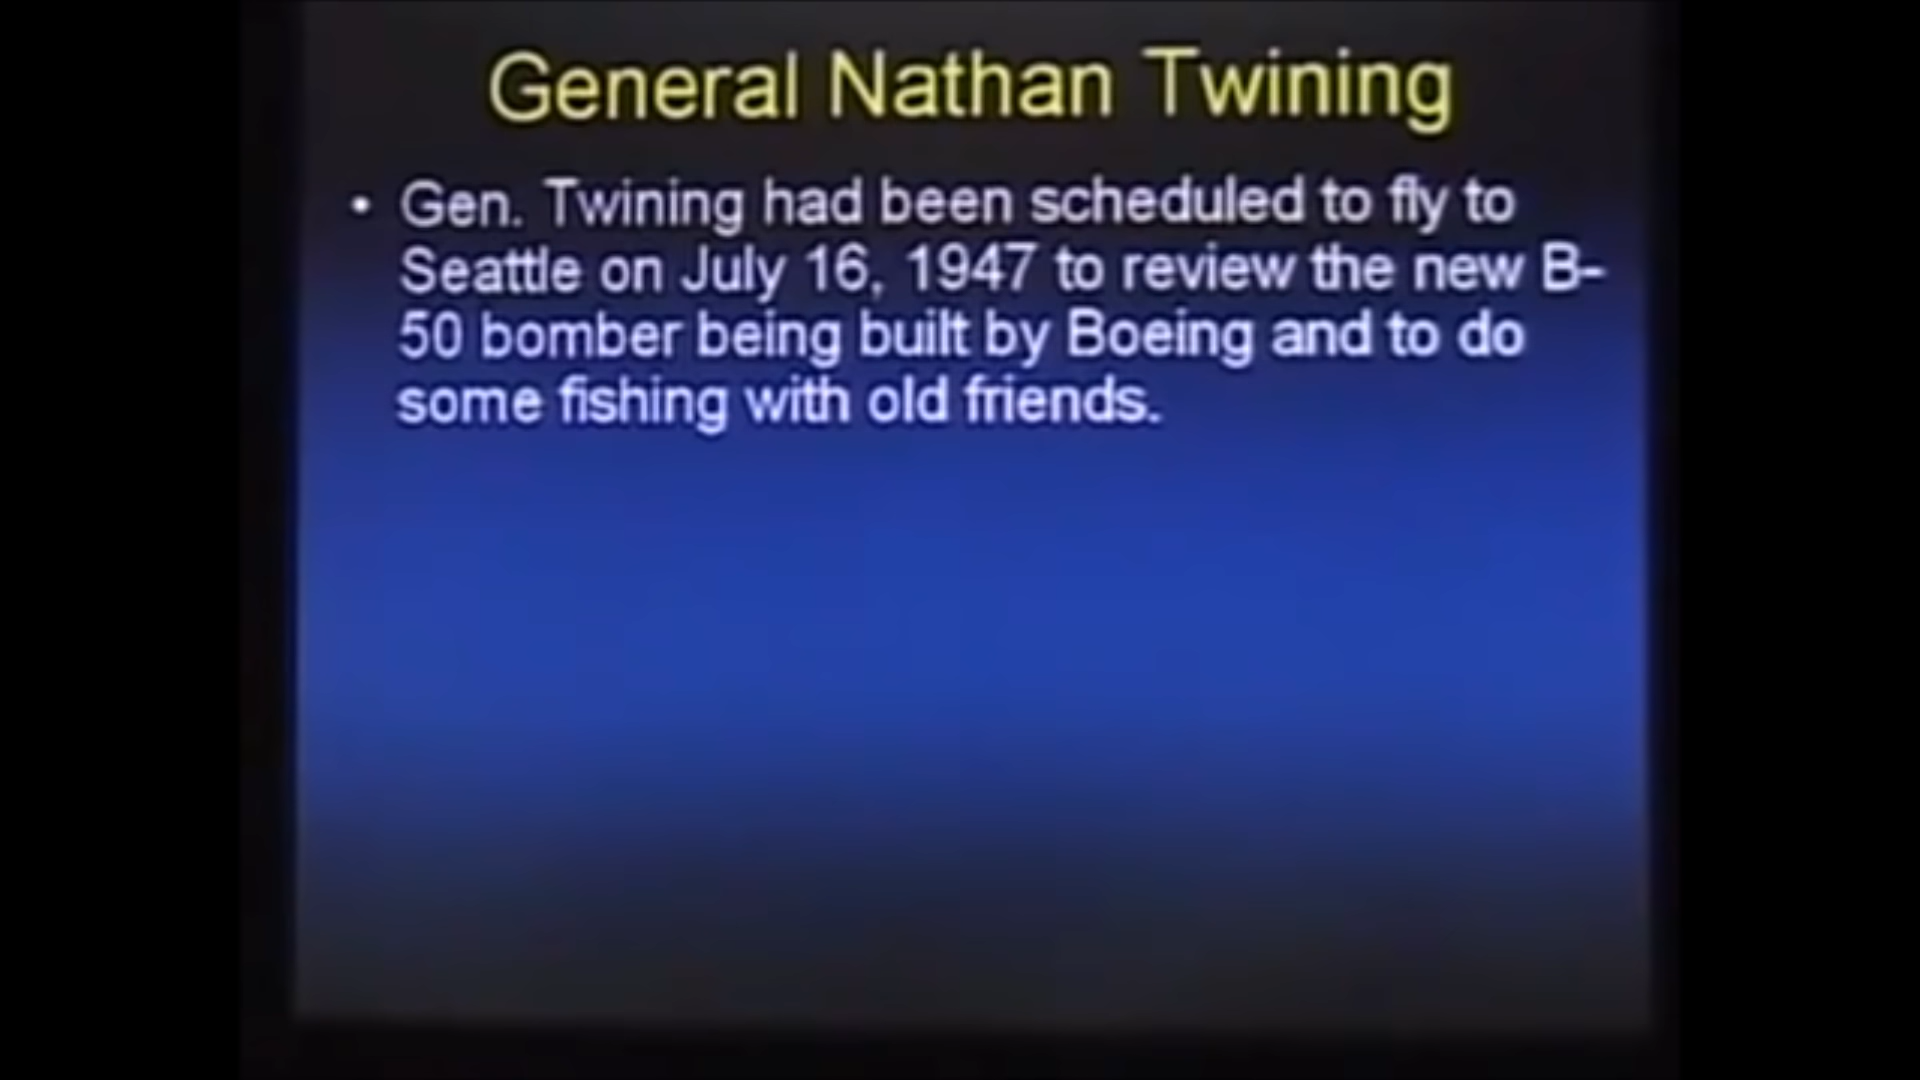 General Nathan Twining
• Gen. Twining had been scheduled to fly to
Seattle on July 16, 1947 to review the new B-
50 bomber being built by Boeing and to do
some fishing with old friends.